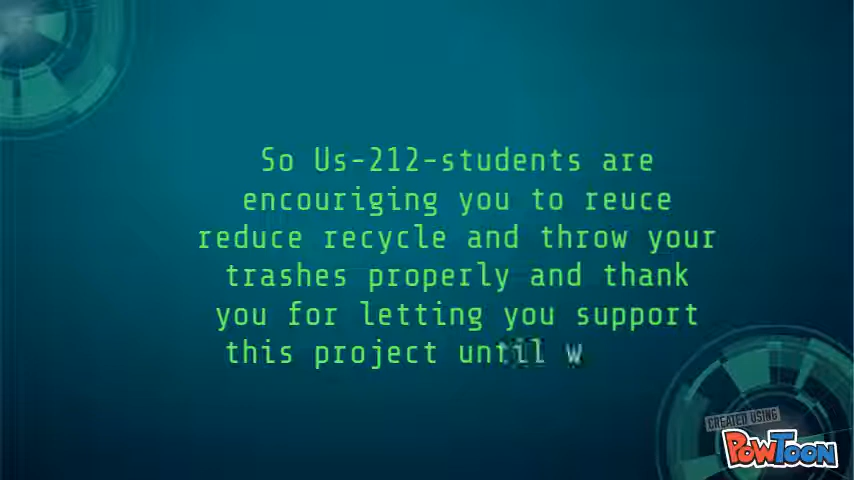 So Us-212-students are
encouriging you to reuce
reduce recycle and throw your
trashes properly and thank
you for letting you support
this project until w
CREATED USING
POWTOON